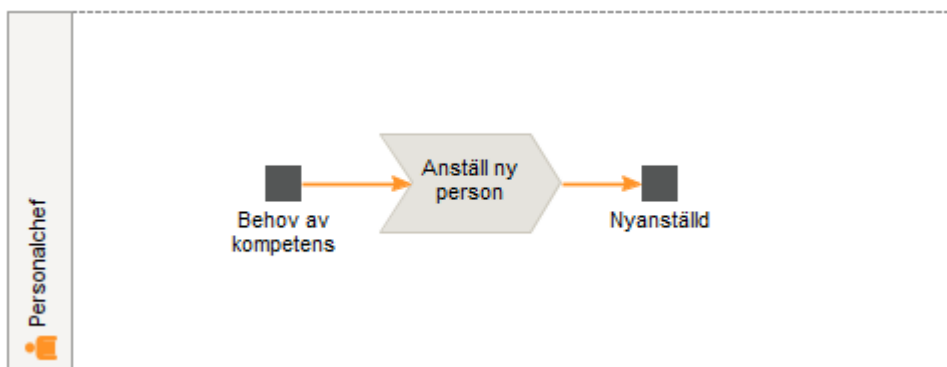 Personalchef
Behov av
kompetens
Anställ ny
person
Nyanställd